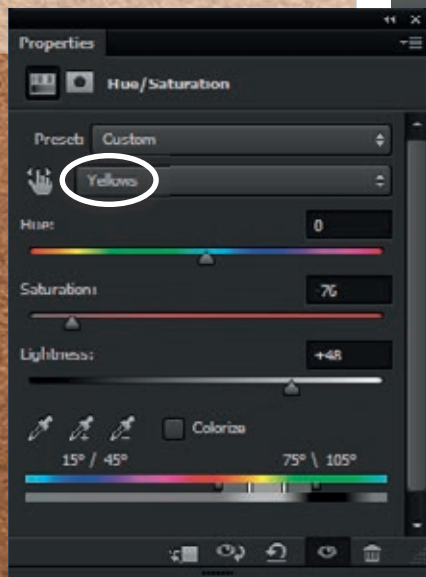 Properties
Hue/Saturation
Preset: Custom
Yellows
Hue: 0
Saturation: -76
Lightness: +48
Colorize
15° / 45° 75° \ 105°